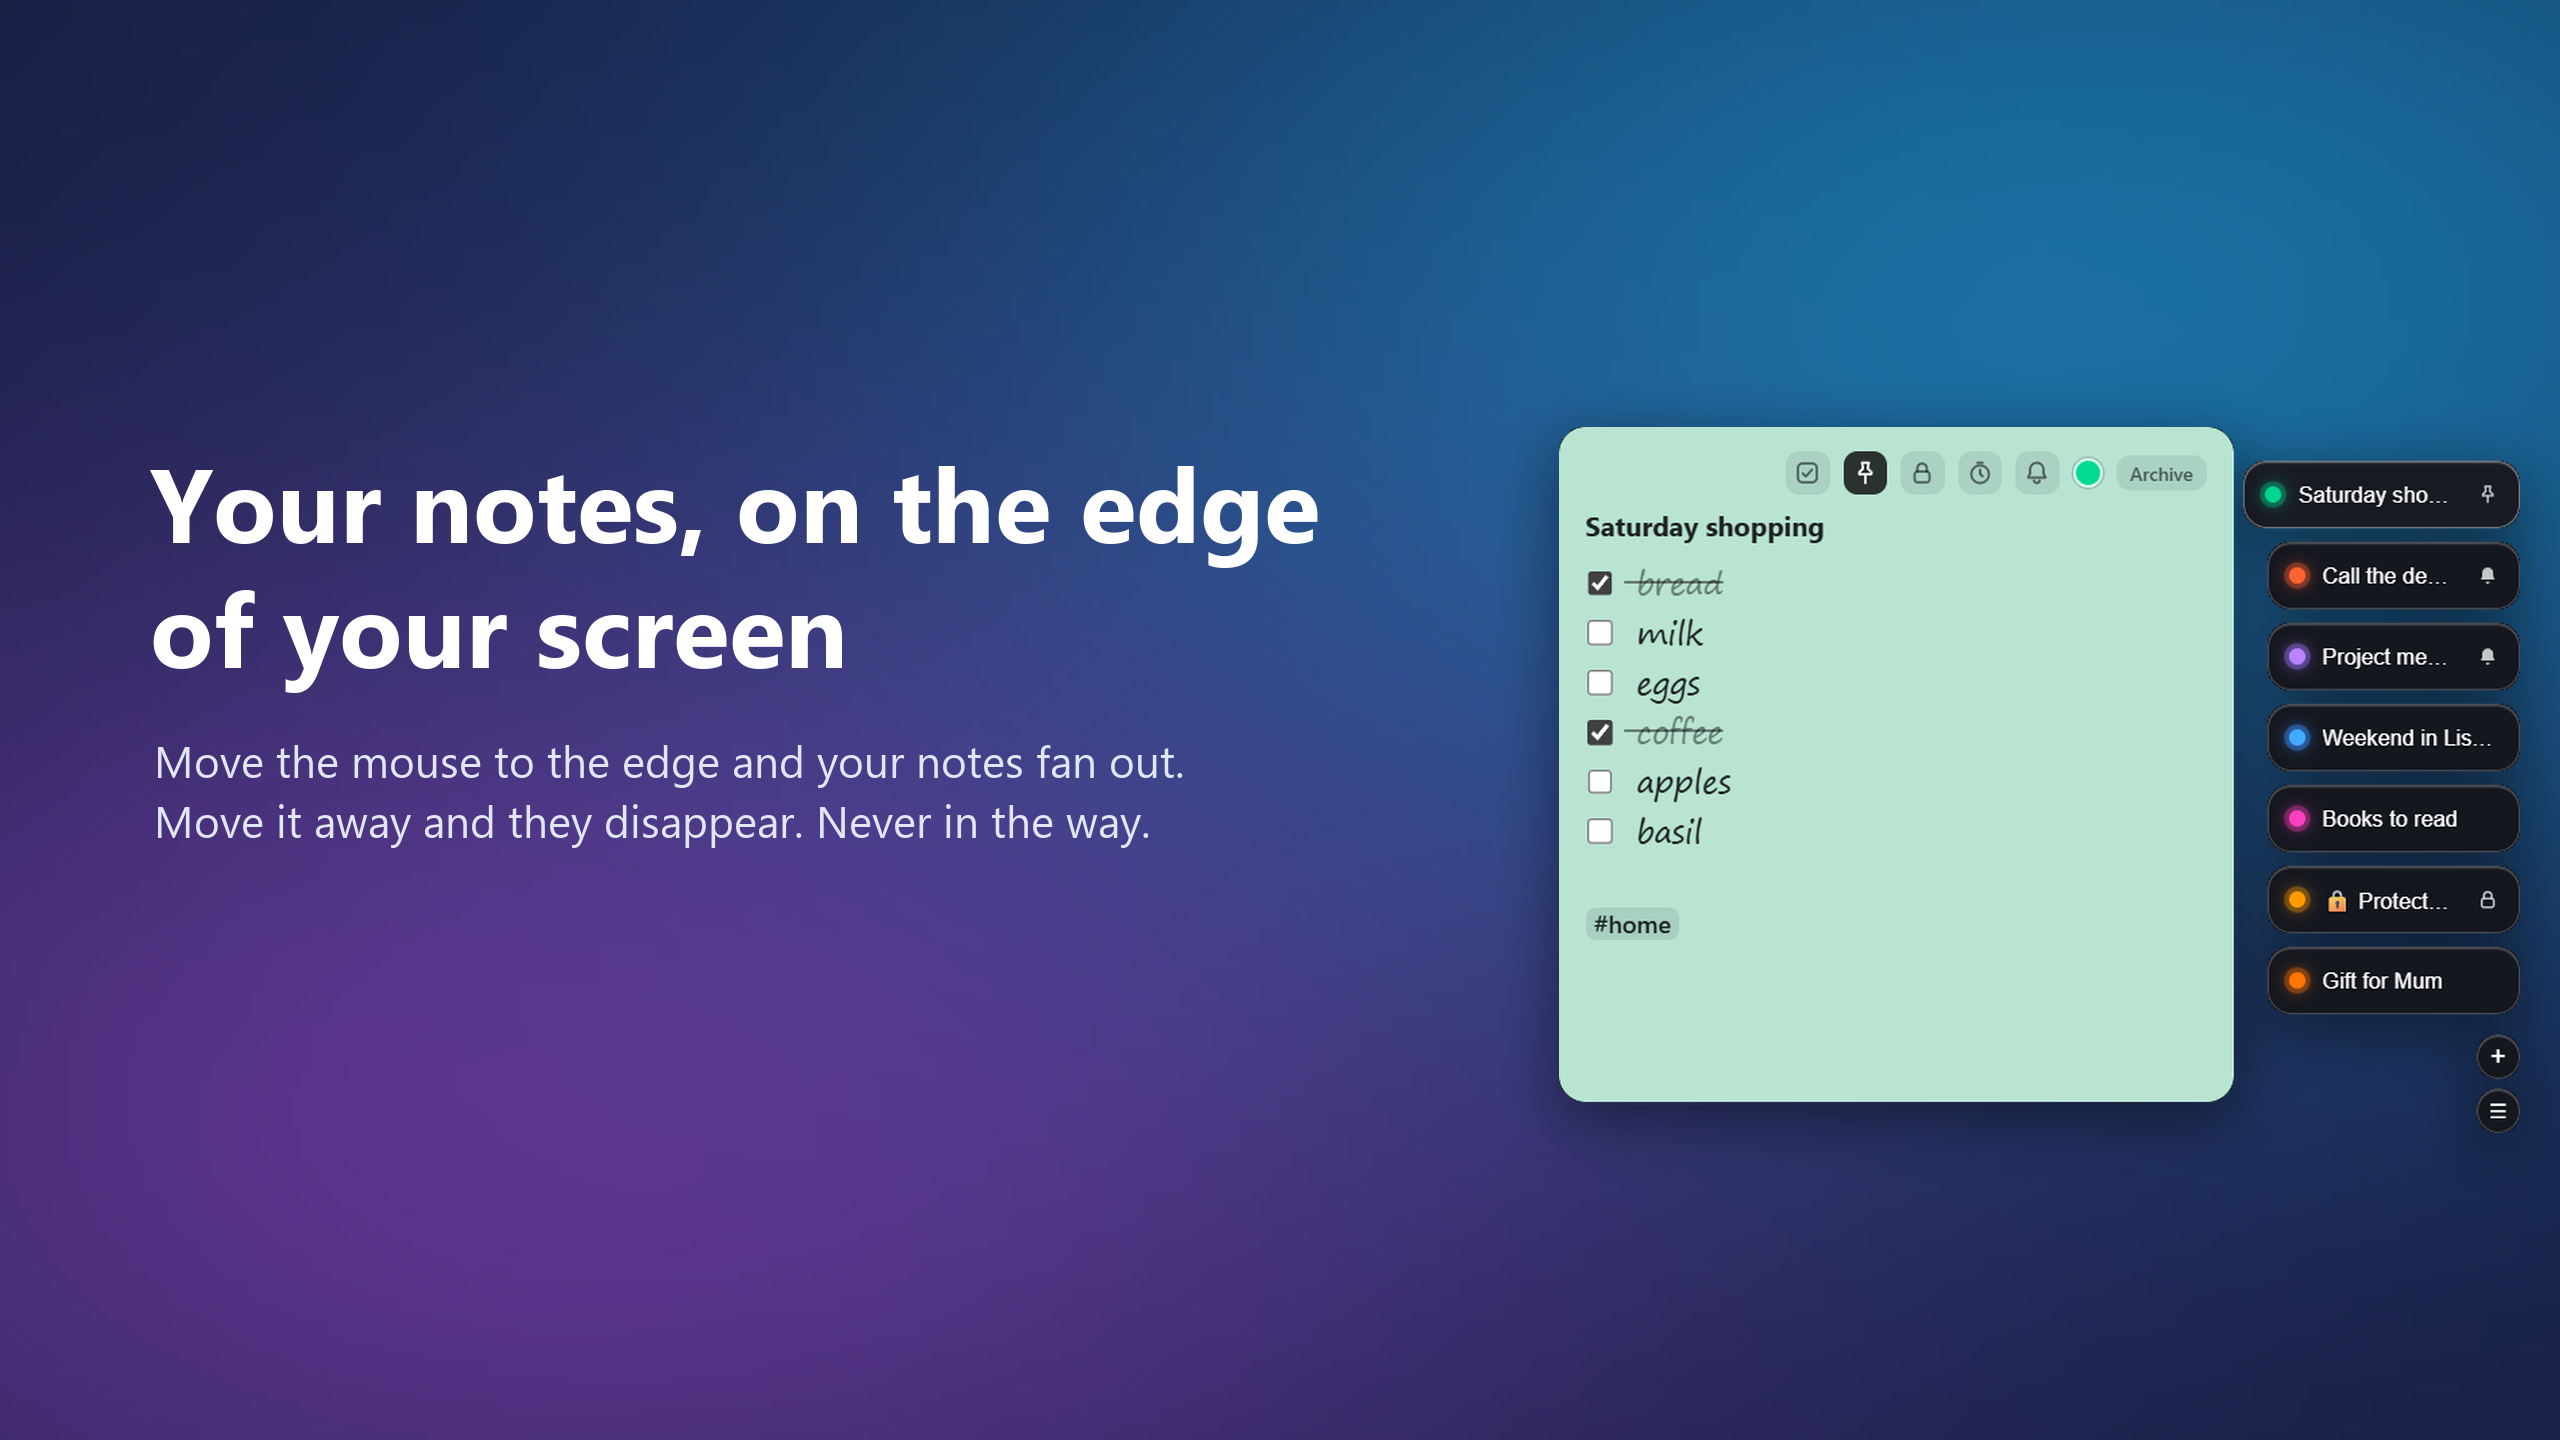 Your notes, on the edge
of your screen
Move the mouse to the edge and your notes fan out.
Move it away and they disappear. Never in the way.
Archive
Saturday shopping
bread
milk
eggs
coffee
apples
basil
#home
Saturday sho...
Call the de...
Project me...
Weekend in Lis...
Books to read
Protect...
Gift for Mum